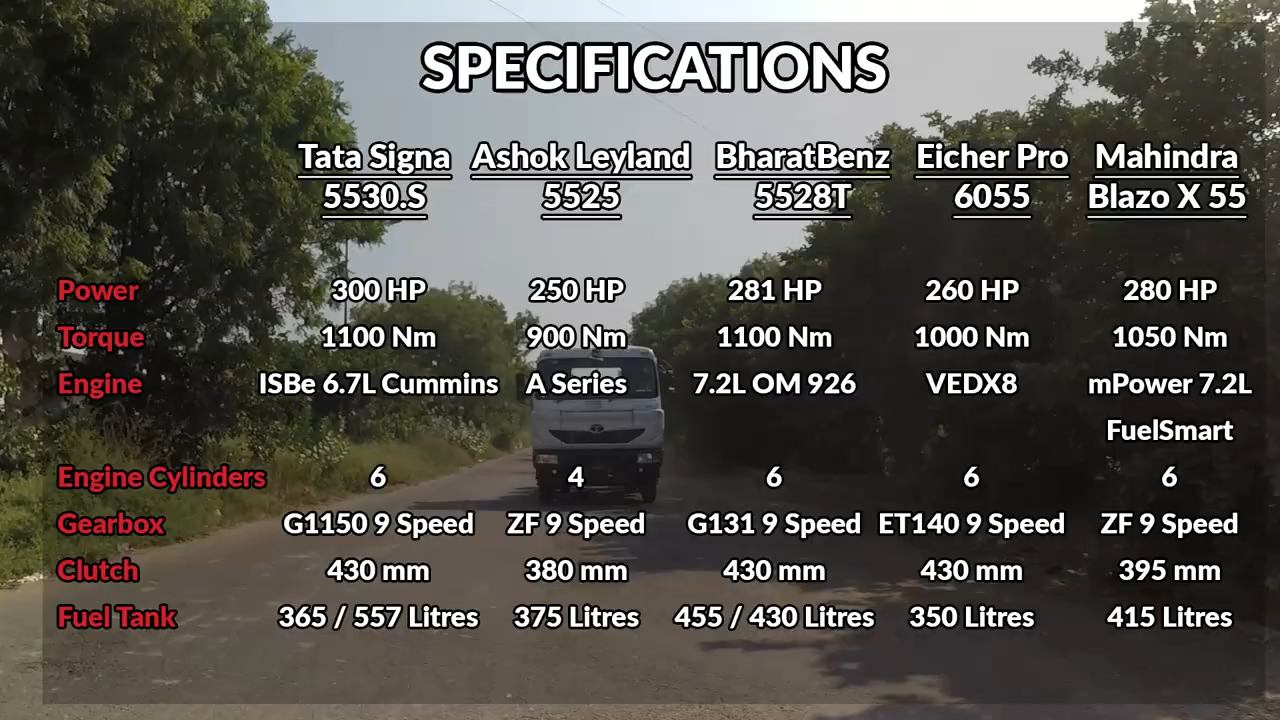 SPECIFICATIONS
Tata Signa Ashok Leyland BharatBenz Eicher Pro Mahindra
5530.S 5525 5528T 6055 Blazo X 55
Power 300 HP 250 HP 281 HP 260 HP 280 HP
Torque 1100 Nm 900 Nm 1100 Nm 1000 Nm 1050 Nm
Engine ISBe 6.7L Cummins A Series 7.2L OM 926 VEDX8 mPower 7.2L
FuelSmart
Engine Cylinders 6 4 6 6 6
Gearbox G1150 9 Speed ZF 9 Speed G131 9 Speed ET140 9 Speed ZF 9 Speed
Clutch 430 mm 380 mm 430 mm 430 mm 395 mm
Fuel Tank 365 / 557 Litres 375 Litres 455 / 430 Litres 350 Litres 415 Litres